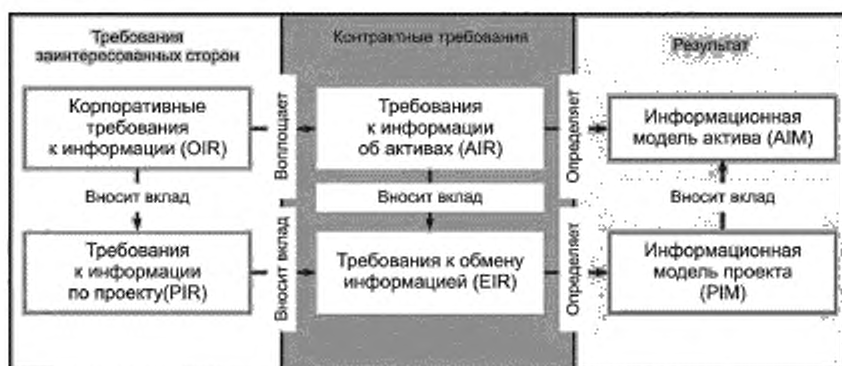 Требования
заинтересованных сторон
Контрактные требования
Результат
Корпоративные
требования
к информации (OIR)
Воплощает
Требования
к информации
об активах (AIR)
Определяет
Информационная
модель актива (AIM)
Вносит вклад
Вносит вклад
Вносит вклад
Требования
к информации
по проекту(PIR)
Вносит вклад
Требования к обмену
информацией (EIR)
Определяет
Информационная
модель проекта
(PIM)